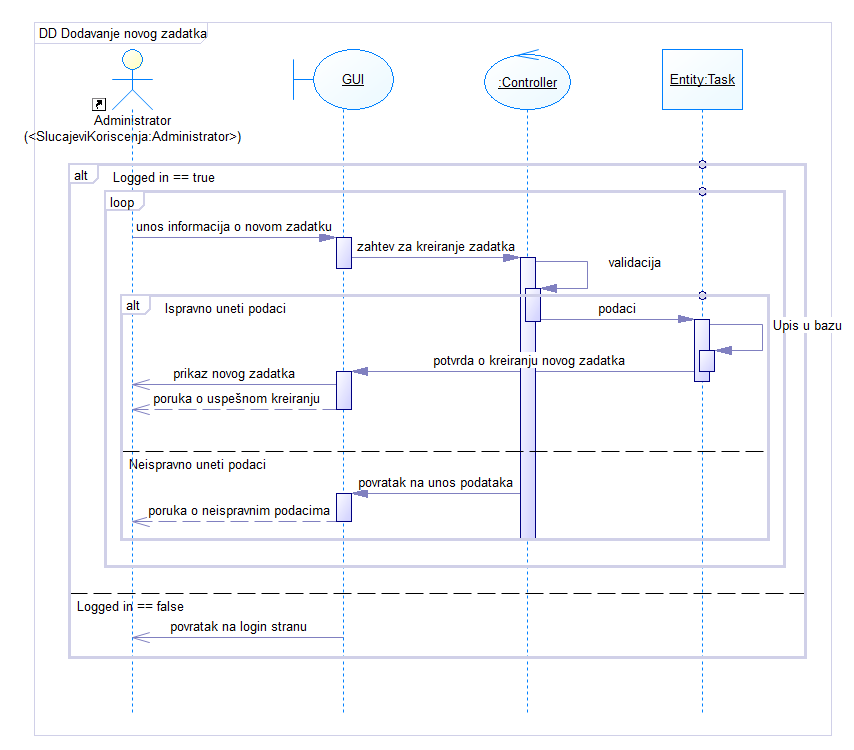 DD Dodavanje novog zadatka
GUI
:Controller
Entity:Task
Administrator
(<SlucajeviKoriscenja:Administrator>)
alt
Logged in == true
loop
unos informacija o novom zadatku
zahtev za kreiranje zadatka
validacija
alt
Ispravno uneti podaci
podaci
Upis u bazu
potvrda o kreiranju novog zadatka
prikaz novog zadatka
poruka o uspešnom kreiranju
Neispravno uneti podaci
povratak na unos podataka
poruka o neispravnim podacima
Logged in == false
povratak na login stranu